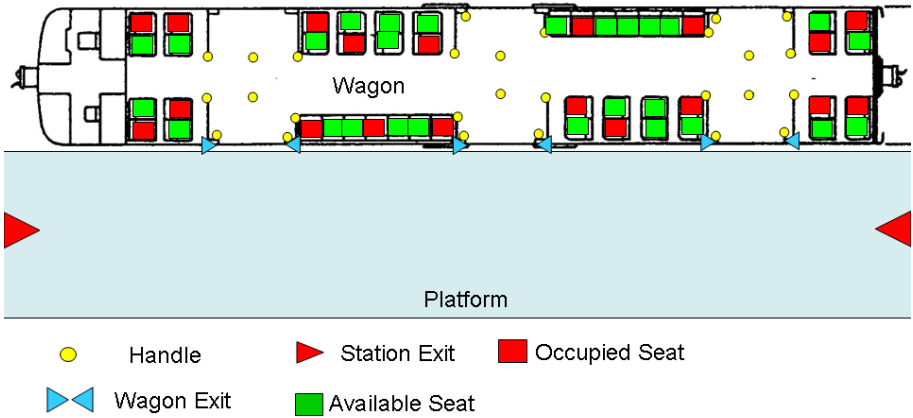 Wagon
Platform
Handle
Station Exit
Occupied Seat
Wagon Exit
Available Seat